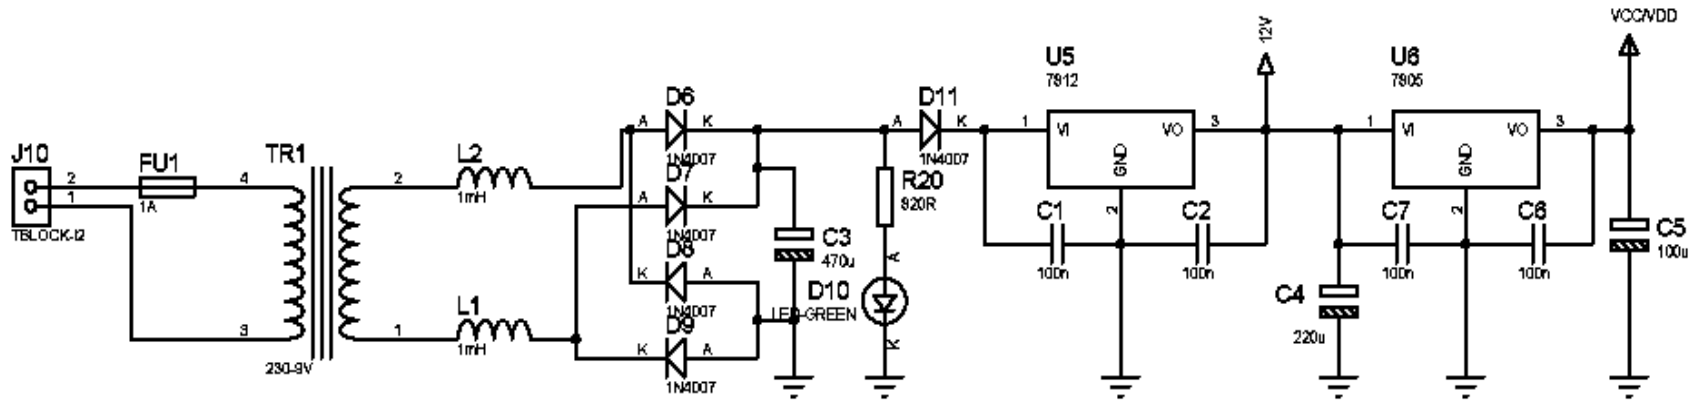 VCC/VDD
12V
U5
7812
U6
7805
D6
A K
1N4007
D11
A K
1N4007
1 VI VO 3
GND
2
1 VI VO 3
GND
2
J10
2
1
TBLOCK-I2
FU1
1A
TR1
4
3
2
1
230-9V
L2
1mH
D7
A K
1N4007
R20
820R
C1
100n
C2
100n
C7
100n
C6
100n
C5
100u
C3
470u
D8
K A
1N4007
D10
A
LED-GREEN
K
C4
220u
L1
1mH
D9
K A
1N4007